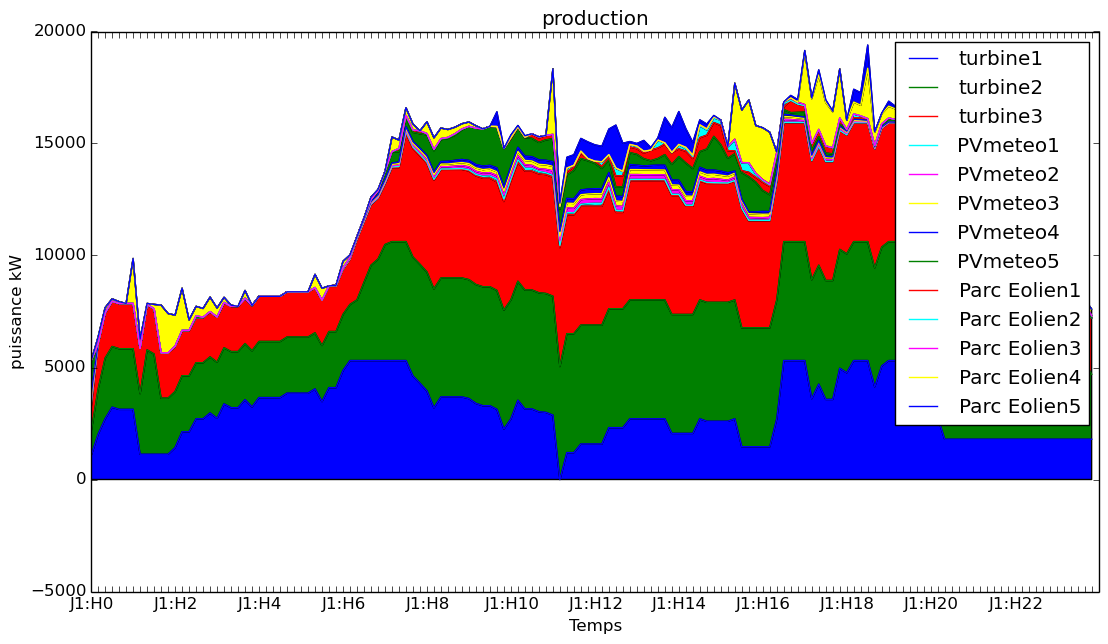 production
20000
15000
10000
5000
0
−5000
puissance kW
J1:H0 J1:H2 J1:H4 J1:H6 J1:H8 J1:H10 J1:H12 J1:H14 J1:H16 J1:H18 J1:H20 J1:H22
Temps
turbine1
turbine2
turbine3
PVmeteo1
PVmeteo2
PVmeteo3
PVmeteo4
PVmeteo5
Parc Eolien1
Parc Eolien2
Parc Eolien3
Parc Eolien4
Parc Eolien5